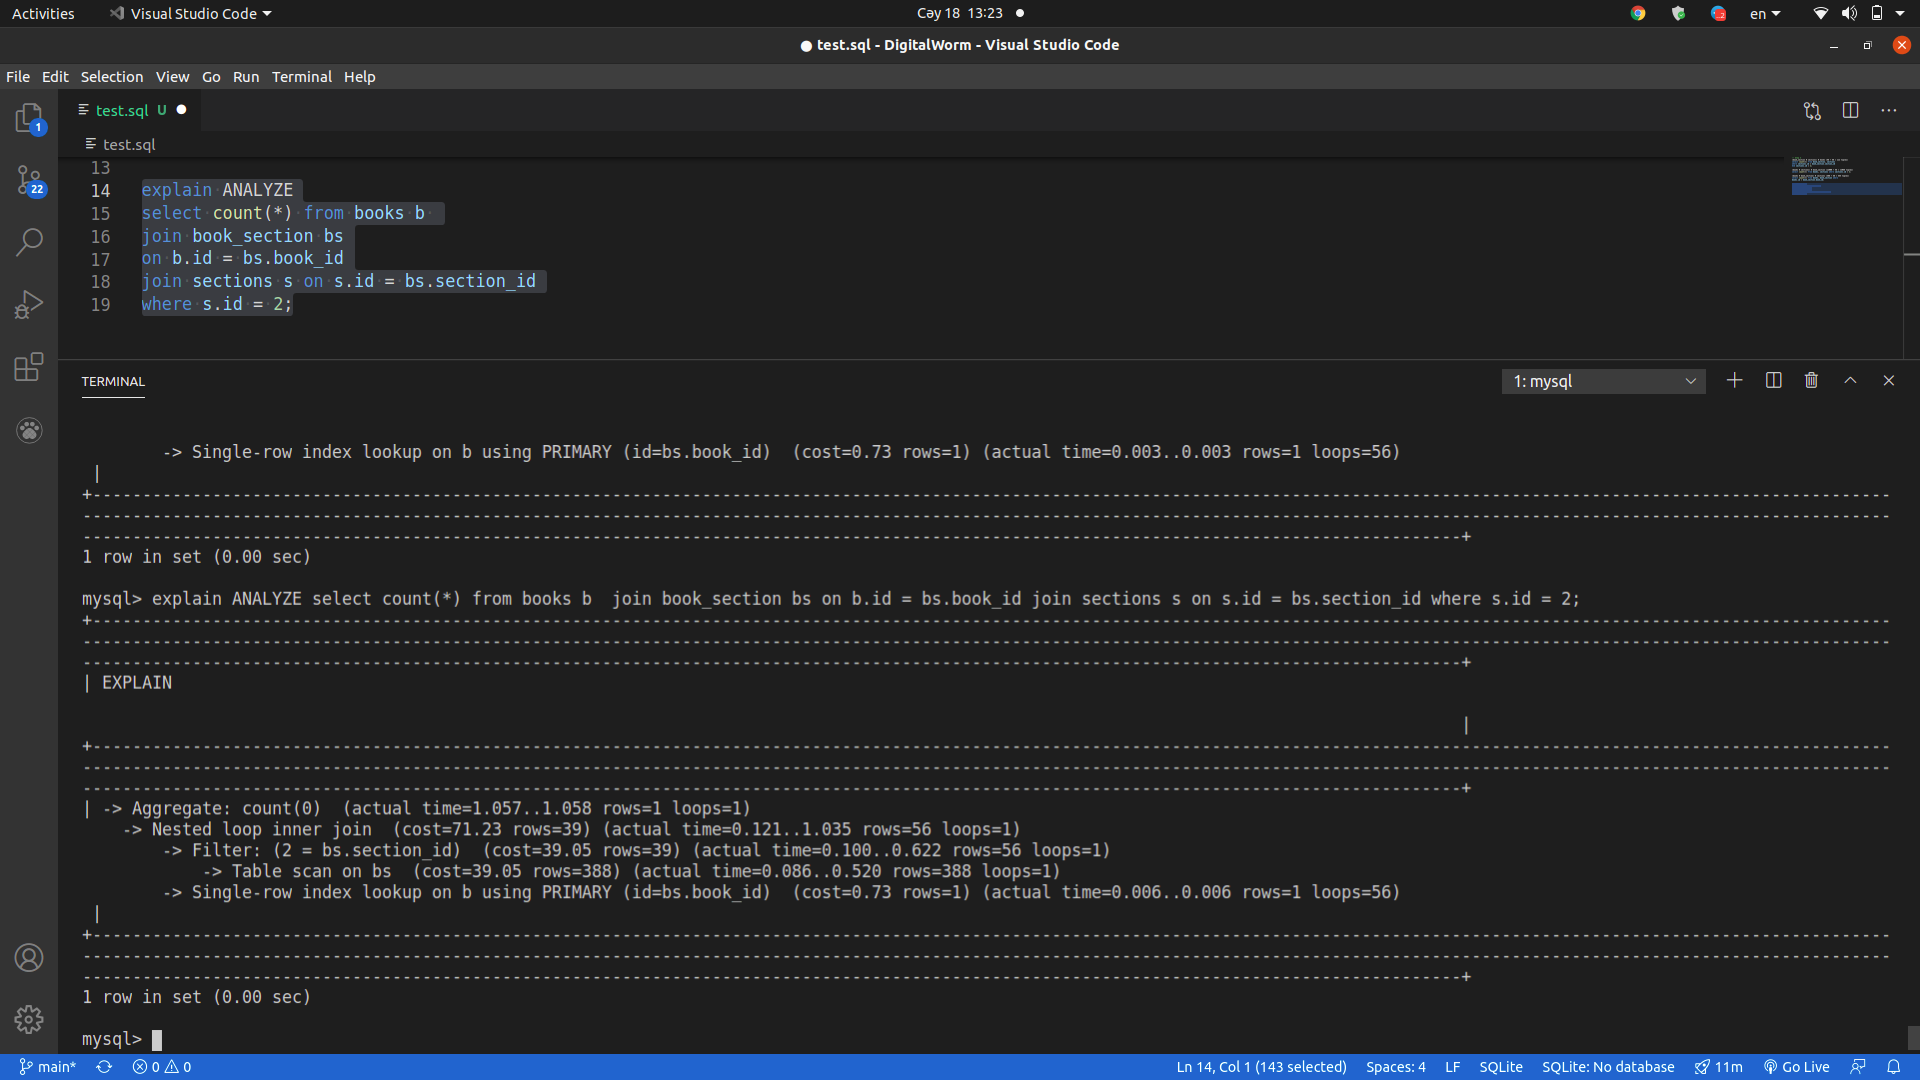 Activities
Visual Studio Code
Cəy 18 13:23
en
● test.sql - DigitalWorm - Visual Studio Code
File Edit Selection View Go Run Terminal Help
test.sql U
test.sql
1
22
13
14 explain ANALYZE
15 select count(*) from books b
16 join book_section bs
17 on b.id = bs.book_id
18 join sections s on s.id = bs.section_id
19 where s.id = 2;
TERMINAL
1: mysql
-> Single-row index lookup on b using PRIMARY (id=bs.book_id)  (cost=0.73 rows=1) (actual time=0.003..0.003 rows=1 loops=56)
|
1 row in set (0.00 sec)
mysql> explain ANALYZE select count(*) from books b  join book_section bs on b.id = bs.book_id join sections s on s.id = bs.section_id where s.id = 2;
| EXPLAIN
|
| -> Aggregate: count(0)  (actual time=1.057..1.058 rows=1 loops=1)
-> Nested loop inner join  (cost=71.23 rows=39) (actual time=0.121..1.035 rows=56 loops=1)
-> Filter: (2 = bs.section_id)  (cost=39.05 rows=39) (actual time=0.100..0.622 rows=56 loops=1)
-> Table scan on bs  (cost=39.05 rows=388) (actual time=0.086..0.520 rows=388 loops=1)
-> Single-row index lookup on b using PRIMARY (id=bs.book_id)  (cost=0.73 rows=1) (actual time=0.006..0.006 rows=1 loops=56)
|
1 row in set (0.00 sec)
mysql>
main* 0 0
Ln 14, Col 1 (143 selected) Spaces: 4 LF SQLite SQLite: No database 11m Go Live